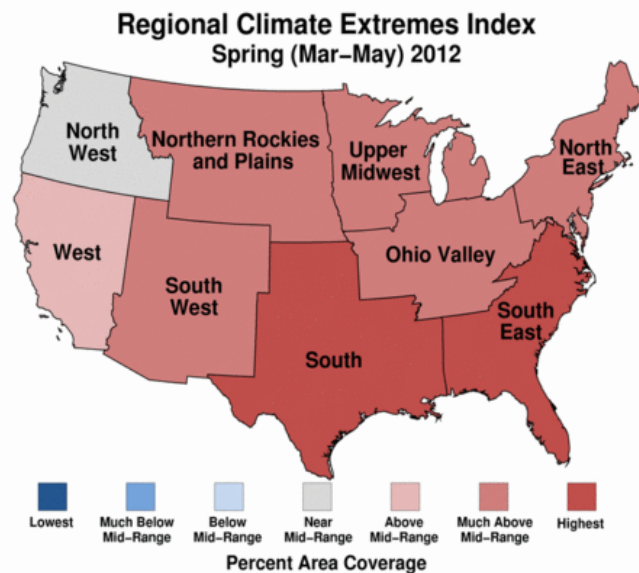 Regional Climate Extremes Index
Spring (Mar–May) 2012
North
West
Northern Rockies
and Plains
Upper
Midwest
North
East
West
South
West
Ohio Valley
South
South
East
Lowest
Much Below
Mid-Range
Below
Mid-Range
Near
Mid-Range
Above
Mid-Range
Much Above
Mid-Range
Highest
Percent Area Coverage